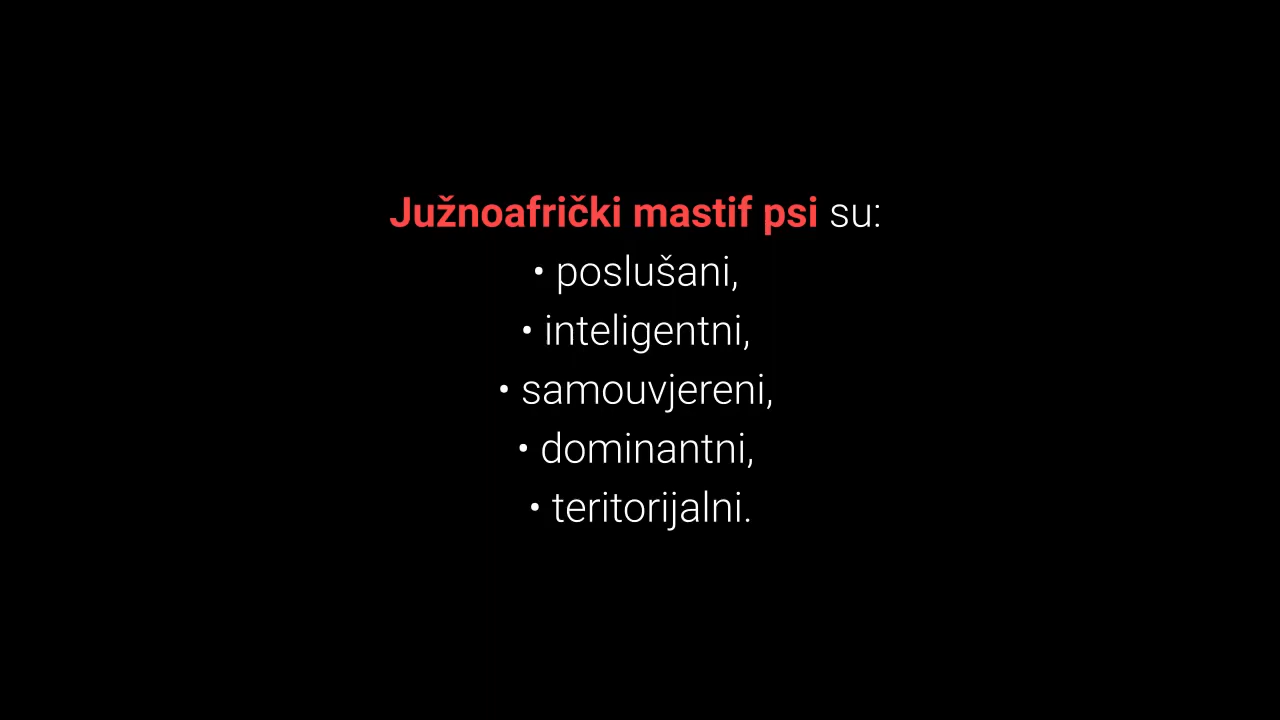 Južnoafrički mastif psi su:
• poslušani,
• inteligentni,
• samouvjereni,
• dominantni,
• teritorijalni.